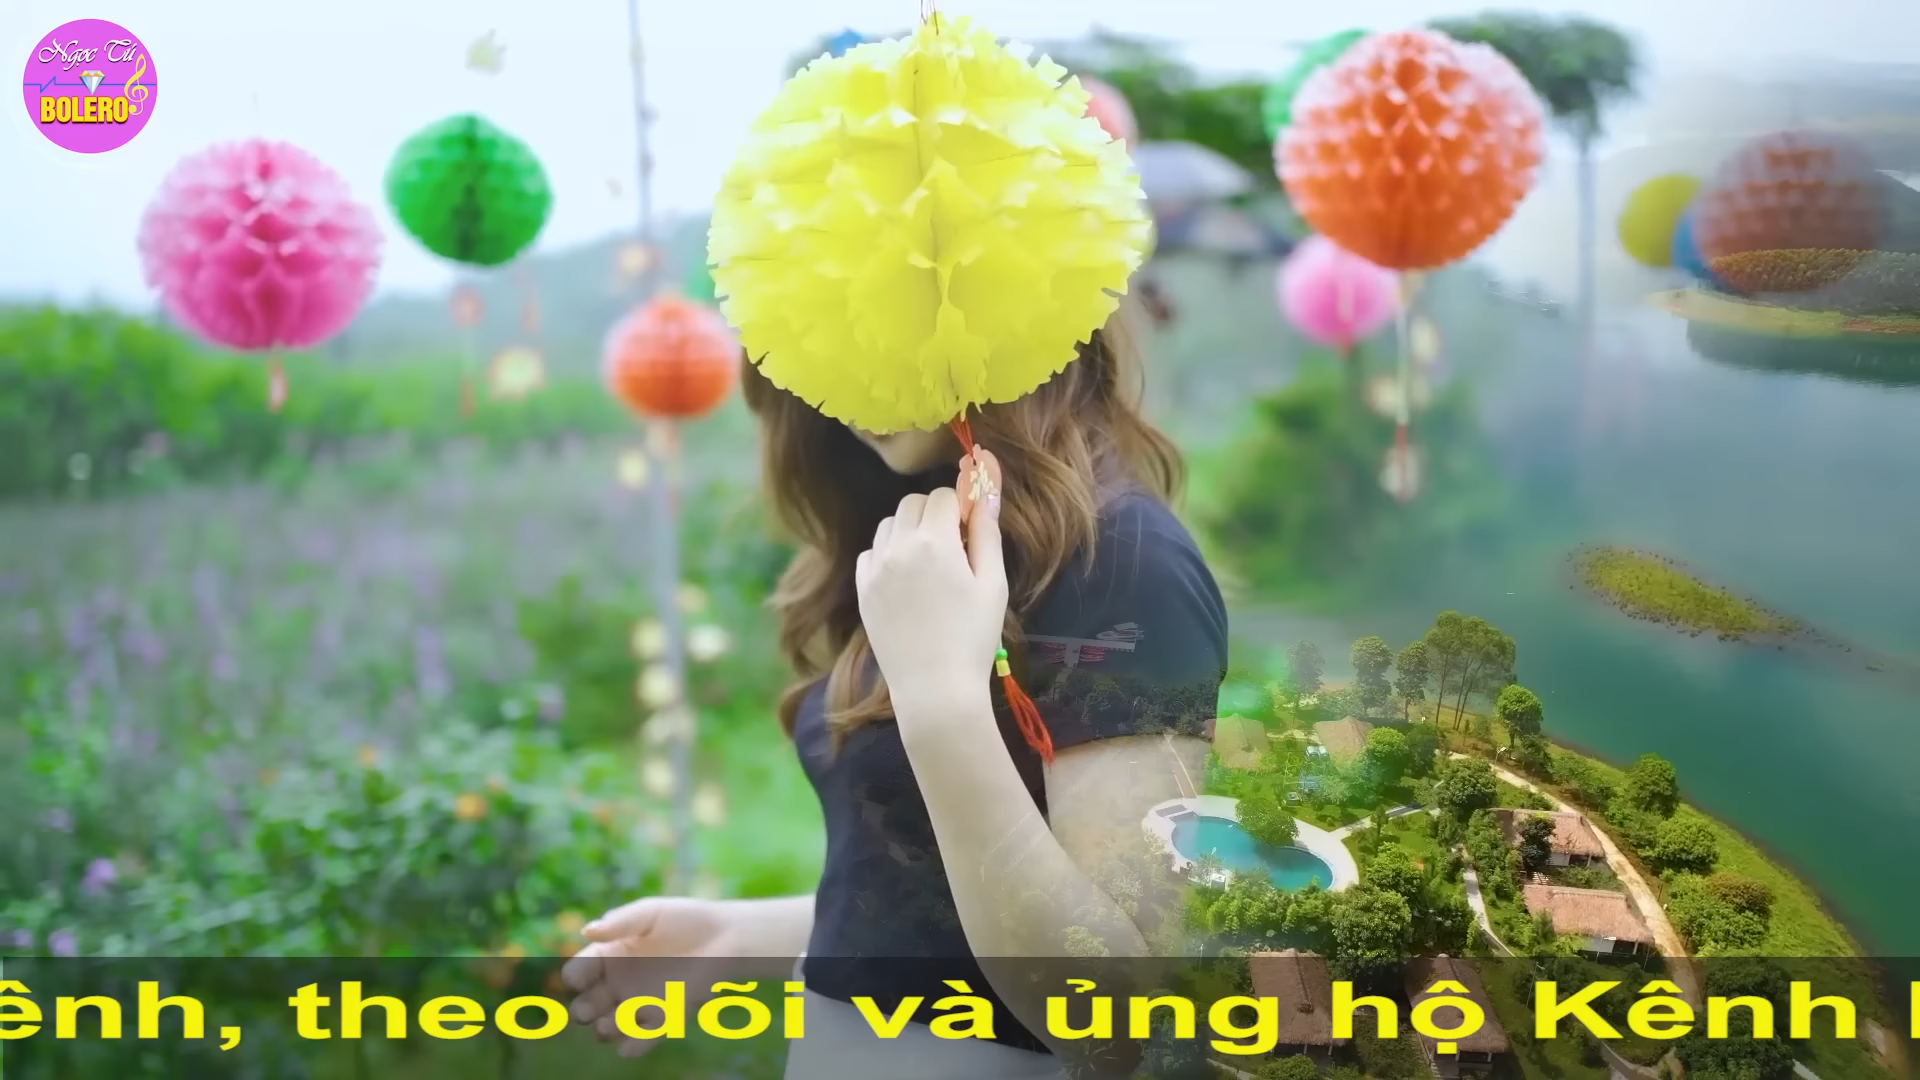 Ngọc Tú
BOLERO
ênh, theo dõi và ủng hộ Kênh